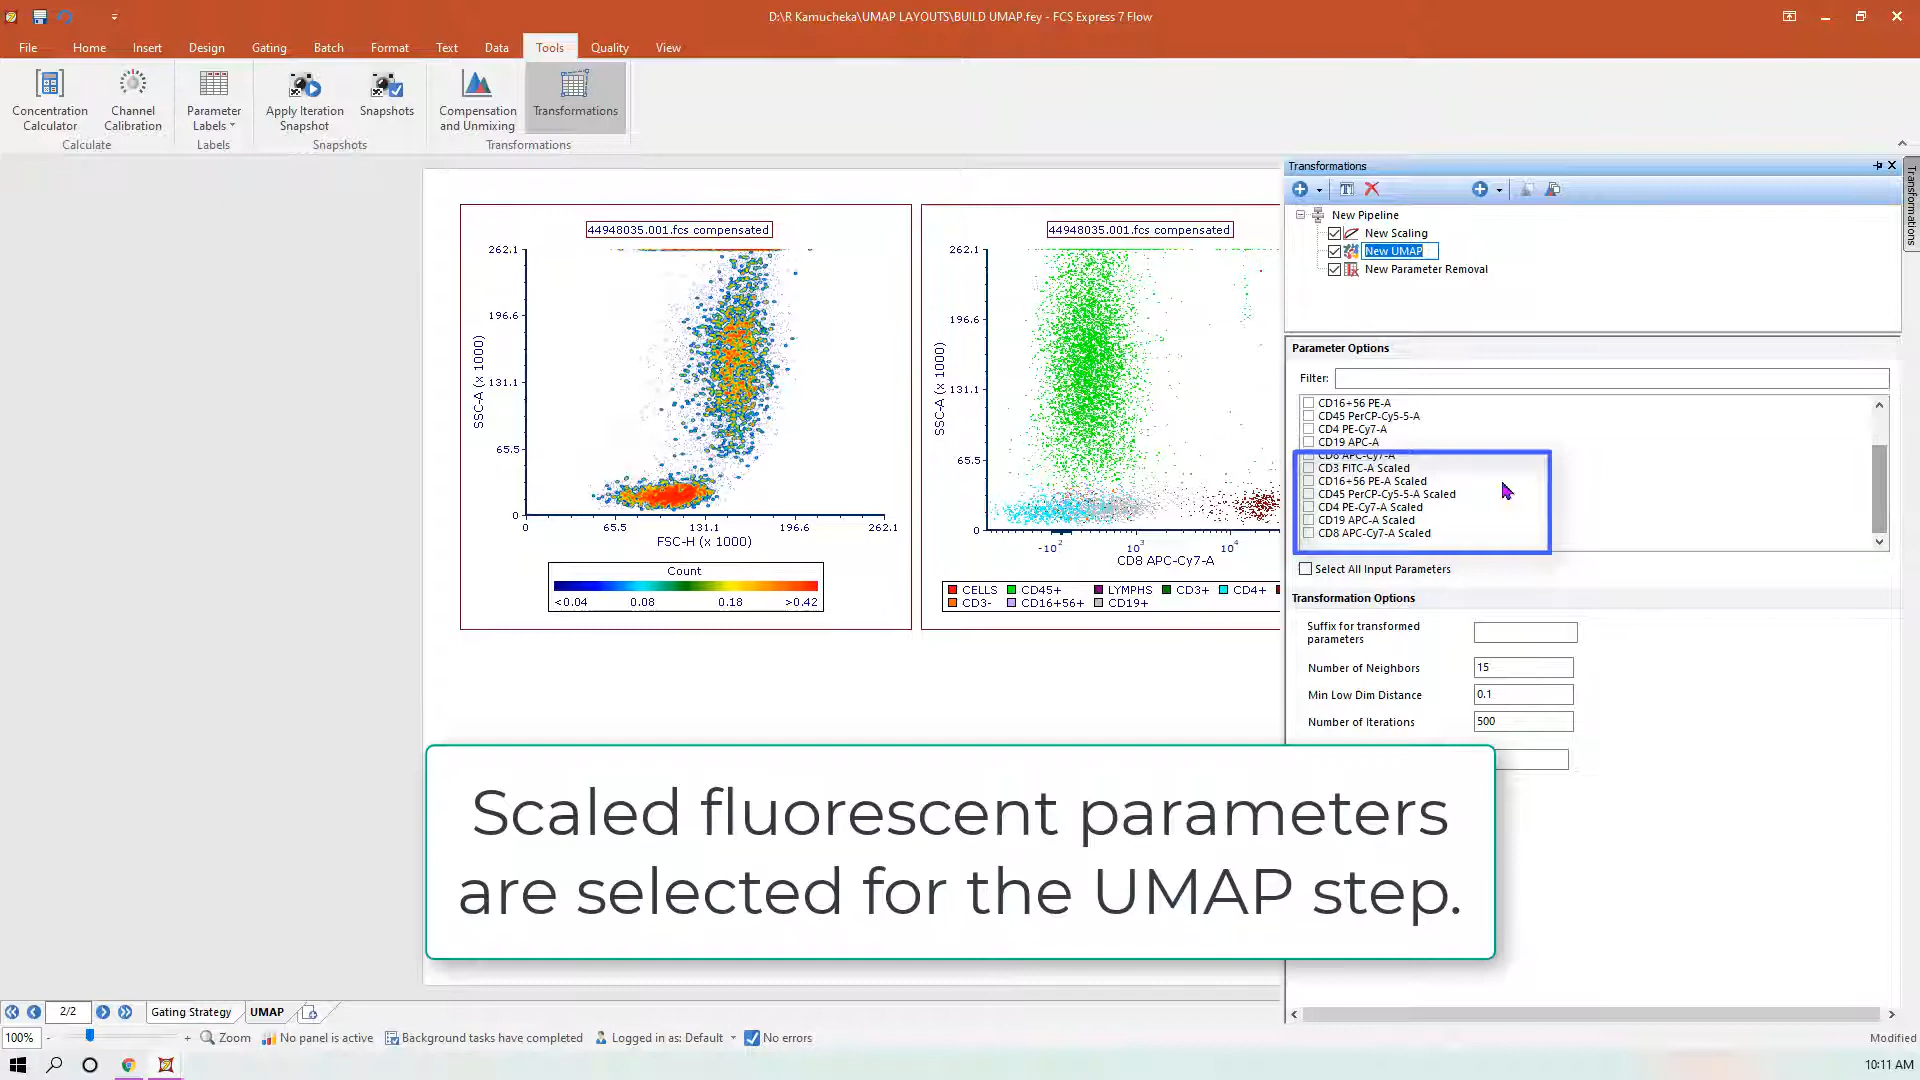 D:\R Kamucheka\UMAP LAYOUTS\BUILD UMAP.fey - FCS Express 7 Flow
File Home Insert Design Gating Batch Format Text Data Tools Quality View
Concentration Calculator
Channel Calibration
Parameter Labels
Apply Iteration Snapshot
Snapshots
Compensation and Unmixing
Transformations
Calculate Labels Snapshots Transformations
44948035.001.fcs compensated
262.1
196.6
131.1
65.5
0
SSC-A (x 1000)
0 65.5 131.1 196.6 262.1
FSC-H (x 1000)
Count
<0.04 0.08 0.18 >0.42
44948035.001.fcs compensated
262.1
196.6
131.1
65.5
0
SSC-A (x 1000)
-10² 10³ 10⁴
CD8 APC-Cy7-A
CELLS CD45+ LYMPHS CD3+ CD4+
CD3- CD16+56+ CD19+
Transformations
Transformations
New Pipeline
New Scaling
New UMAP
New Parameter Removal
Parameter Options
Filter:
CD16+56 PE-A
CD45 PerCP-Cy5-5-A
CD4 PE-Cy7-A
CD19 APC-A
CD8 APC-Cy7-A
CD3 FITC-A Scaled
CD16+56 PE-A Scaled
CD45 PerCP-Cy5-5-A Scaled
CD4 PE-Cy7-A Scaled
CD19 APC-A Scaled
CD8 APC-Cy7-A Scaled
Select All Input Parameters
Transformation Options
Suffix for transformed
parameters
Number of Neighbors 15
Min Low Dim Distance 0.1
Number of Iterations 500
Scaled fluorescent parameters
are selected for the UMAP step.
2/2 Gating Strategy UMAP
100% - + Zoom No panel is active Background tasks have completed Logged in as: Default No errors Modified
10:11 AM